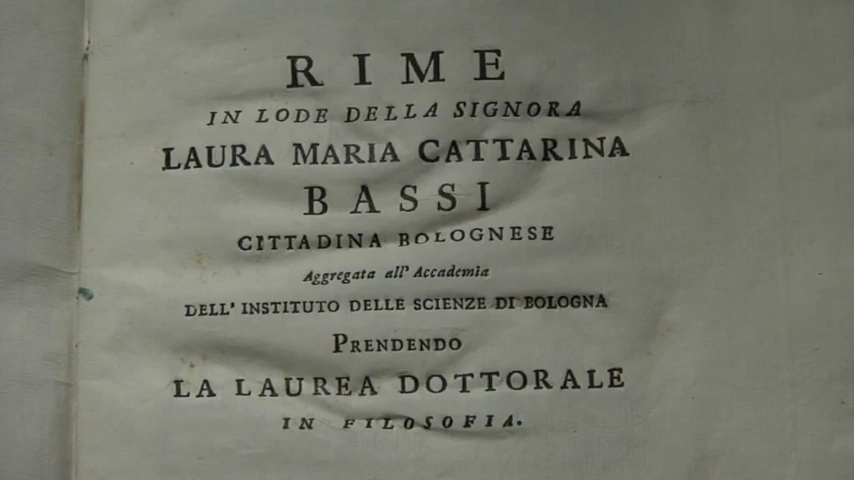 RIME
IN LODE DELLA SIGNORA
LAURA MARIA CATTARINA
BASSI
CITTADINA BOLOGNESE
Aggregata all' Accademia
DELL' INSTITUTO DELLE SCIENZE DI BOLOGNA
PRENDENDO
LA LAUREA DOTTORALE
IN FILOSOFIA.